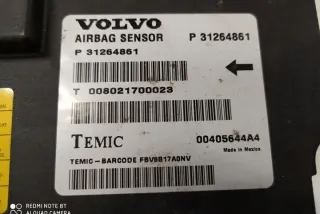 VOLVO
AIRBAG SENSOR P 31264861
P 31264861
T 008021700023
TEMIC 00405644A4
Made in Mexico
TEMIC-BARCODE FBV9B17A0NV
REDMI NOTE 8T
AI QUAD CAMERA